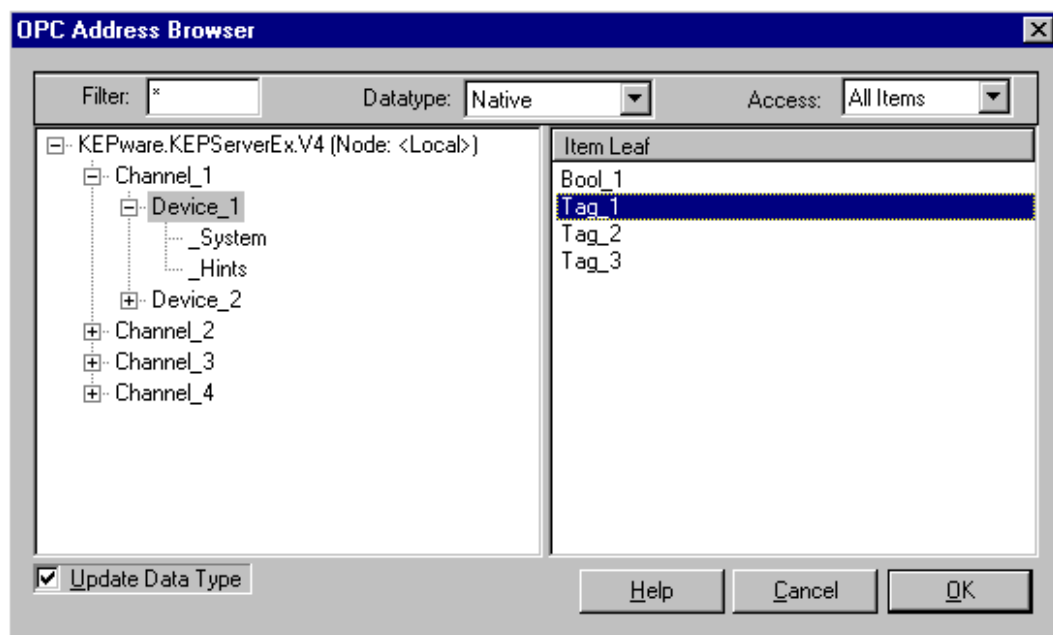 OPC Address Browser
Filter: * Datatype: Native Access: All Items
KEPware.KEPServerEx.V4 (Node: <Local>)
Channel_1
Device_1
_System
_Hints
Device_2
Channel_2
Channel_3
Channel_4
Item Leaf
Bool_1
Tag_1
Tag_2
Tag_3
Update Data Type
Help Cancel OK